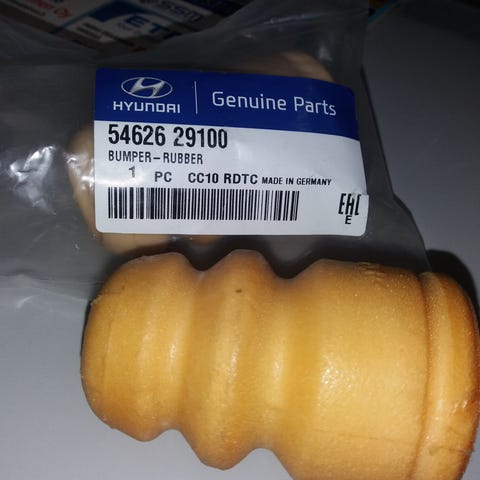 HYUNDAI
Genuine Parts
54626 29100
BUMPER-RUBBER
1 PC CC10 RDTC MADE IN GERMANY
EAC
E